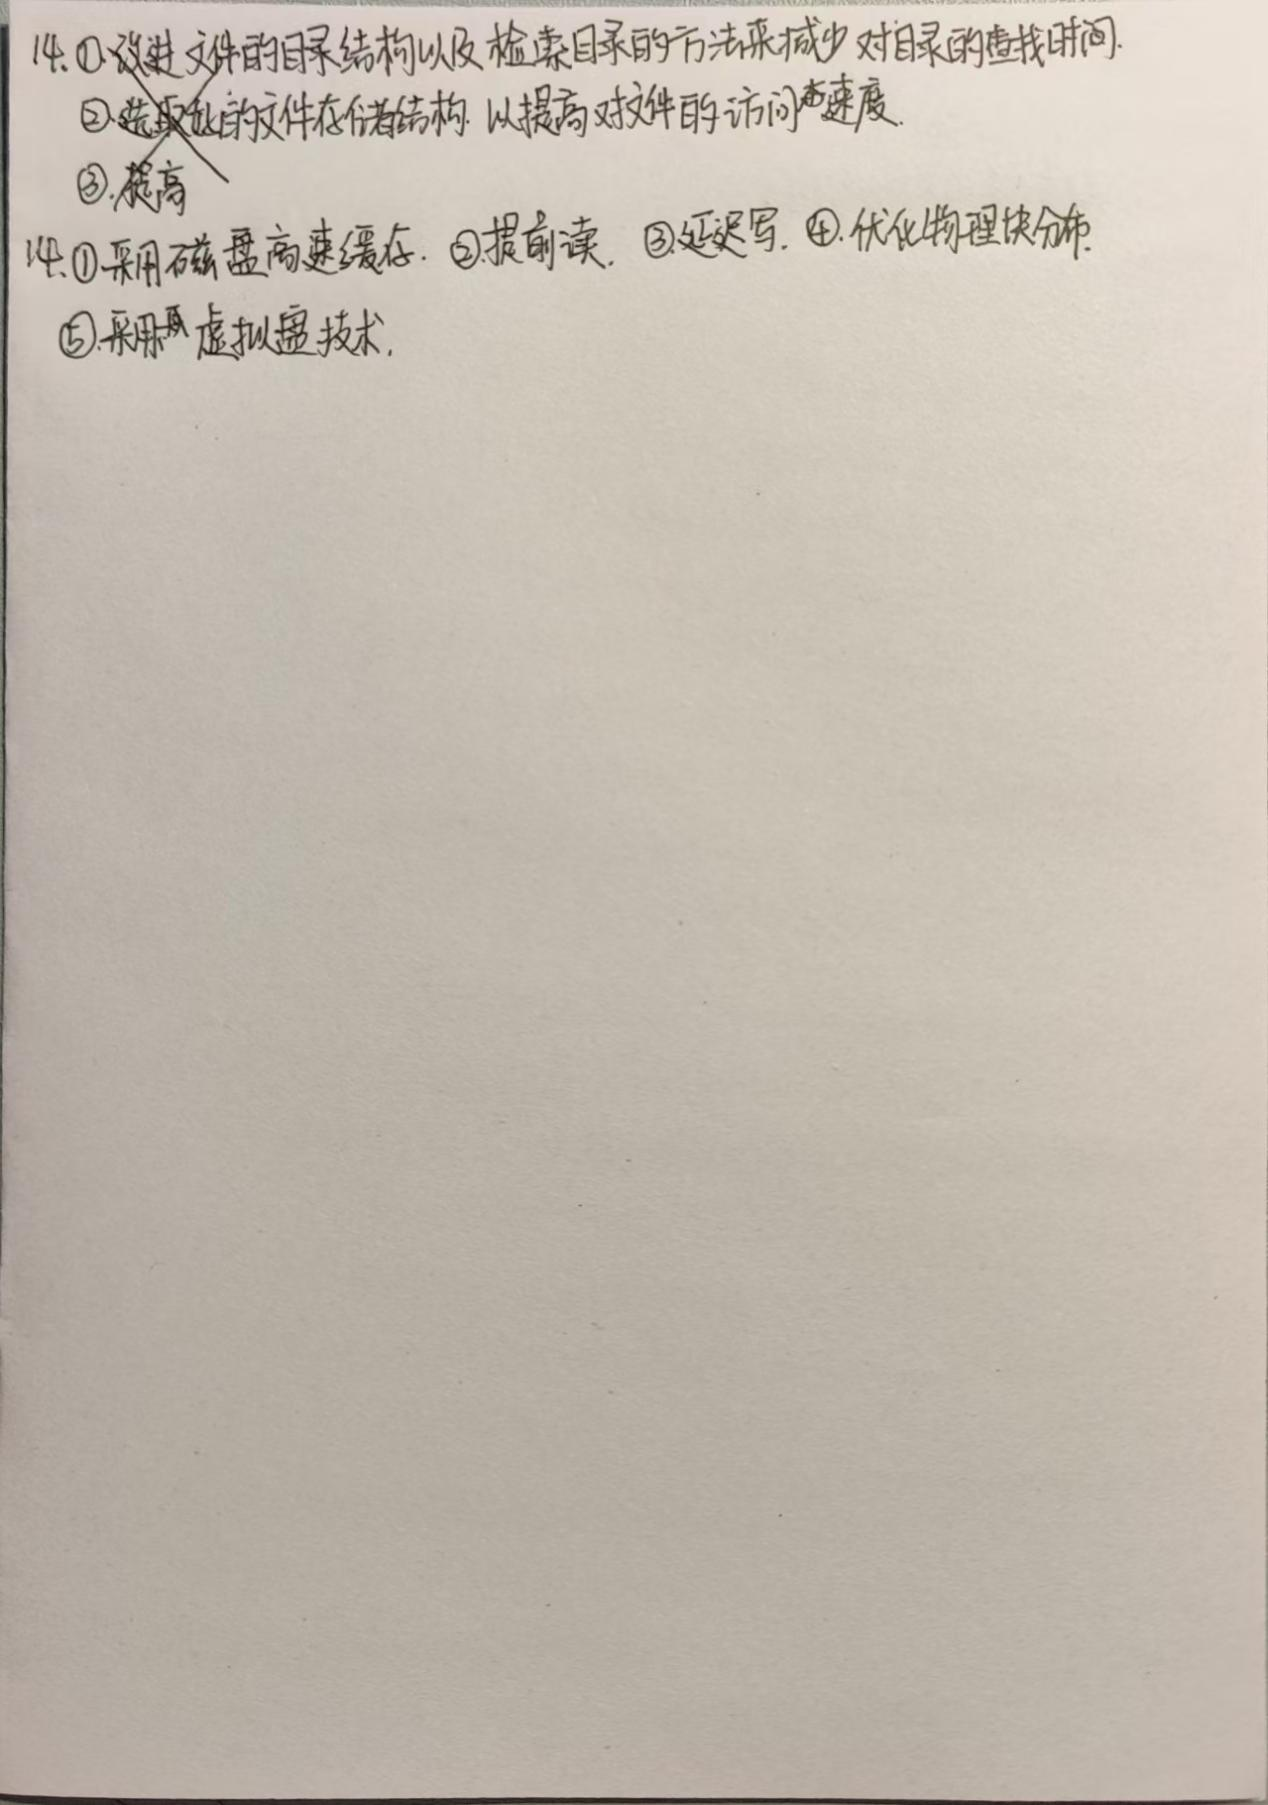 14.①.改进文件的目录结构以及检索目录的方法来减少对目录的查找时间.
②.选取好的文件存储结构.以提高对文件的访问速度.
③.提高
14.①.采用磁盘高速缓存.②.提前读.③.延迟写.④.优化物理块分布.
⑤.采用虚拟盘技术.